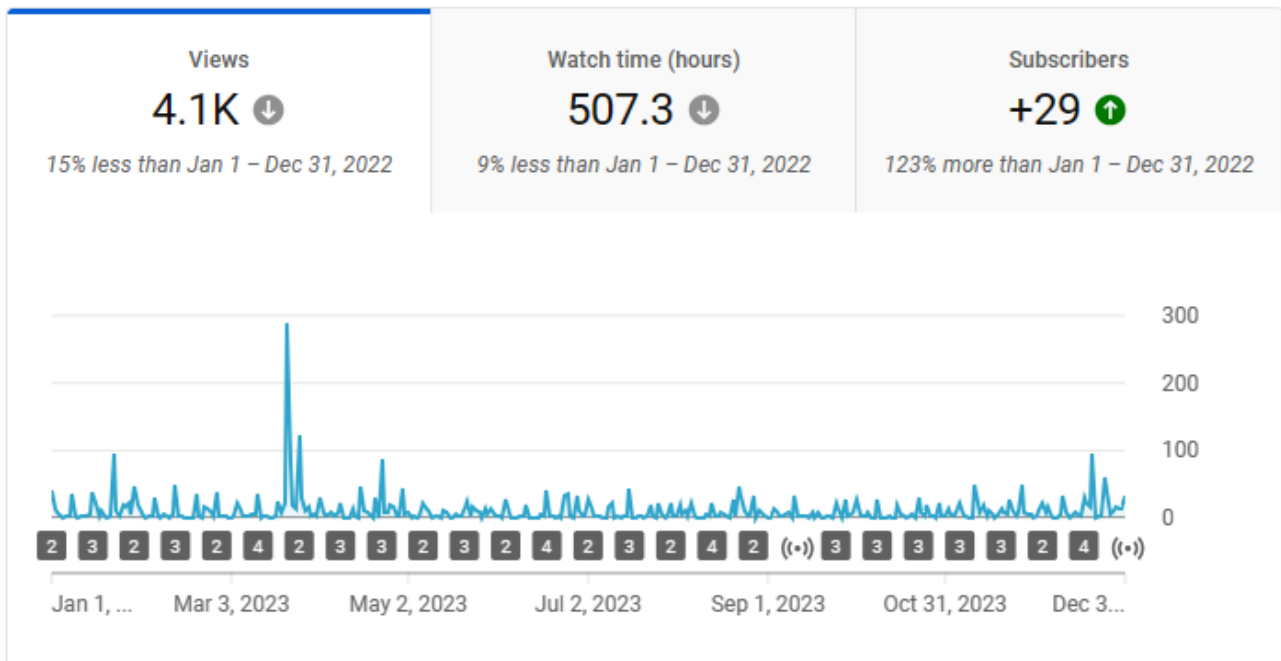 Views
Watch time (hours)
Subscribers
4.1K
507.3
+29
15% less than Jan 1 – Dec 31, 2022
9% less than Jan 1 – Dec 31, 2022
123% more than Jan 1 – Dec 31, 2022
300
200
100
0
2 3 2 3 2 4 2 3 3 2 3 2 4 2 3 2 4 2 3 3 3 3 3 2 4
Jan 1, ... Mar 3, 2023 May 2, 2023 Jul 2, 2023 Sep 1, 2023 Oct 31, 2023 Dec 3...